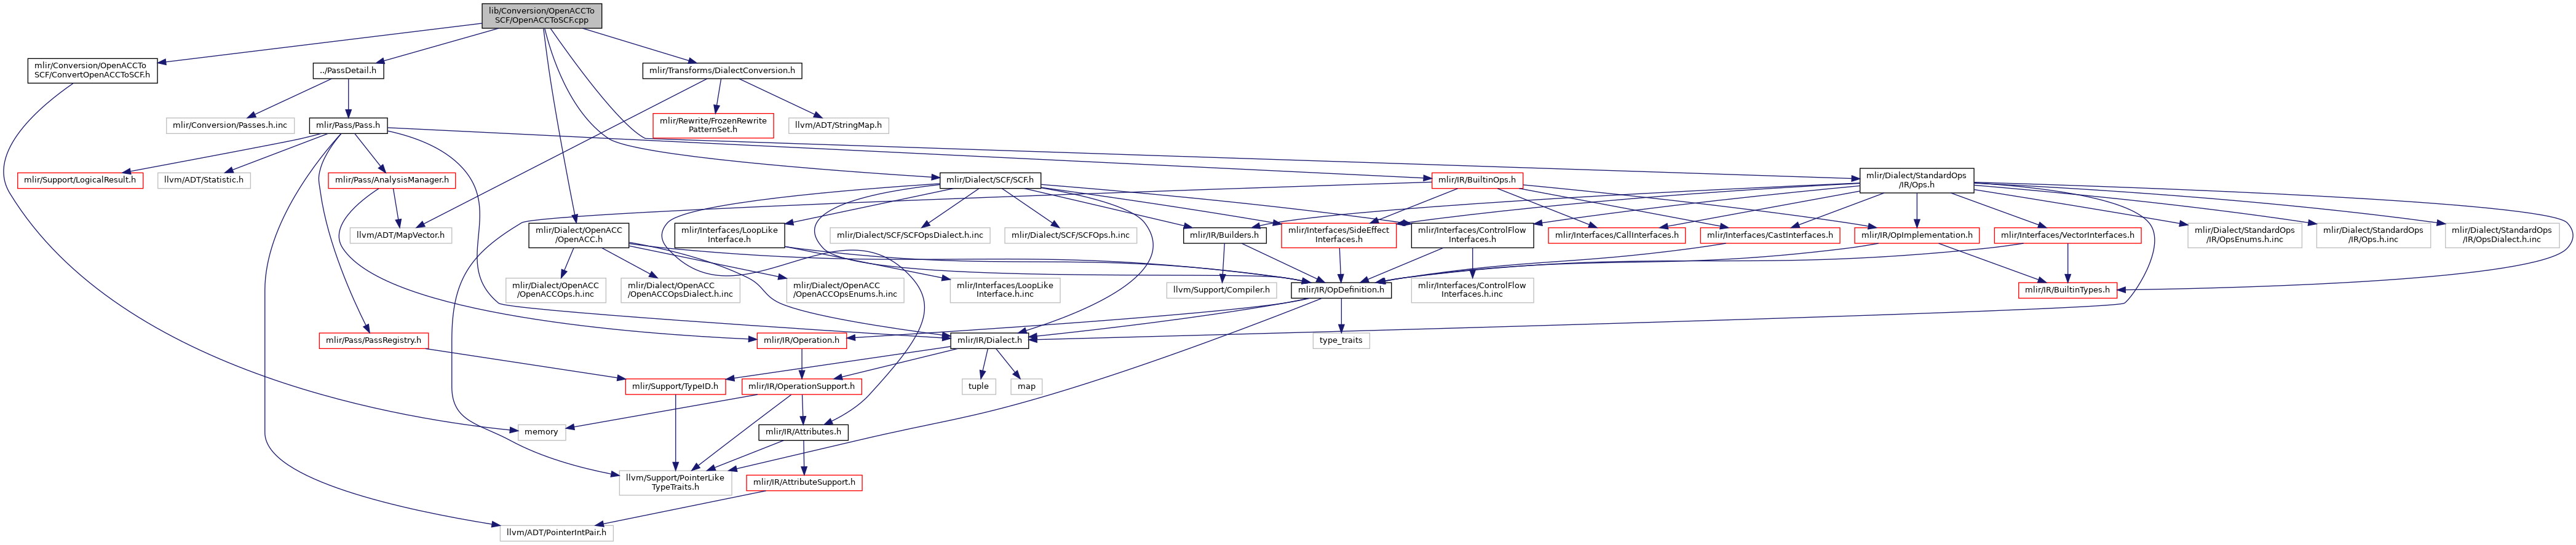 lib/Conversion/OpenACCTo
SCF/OpenACCToSCF.cpp
mlir/Conversion/OpenACCTo
SCF/ConvertOpenACCToSCF.h
../PassDetail.h
mlir/Transforms/DialectConversion.h
mlir/Conversion/Passes.h.inc
mlir/Pass/Pass.h
mlir/Rewrite/FrozenRewrite
PatternSet.h
llvm/ADT/StringMap.h
mlir/Support/LogicalResult.h
llvm/ADT/Statistic.h
mlir/Pass/AnalysisManager.h
mlir/Dialect/SCF/SCF.h
mlir/IR/BuiltinOps.h
mlir/Dialect/StandardOps
/IR/Ops.h
llvm/ADT/MapVector.h
mlir/Dialect/OpenACC
/OpenACC.h
mlir/Interfaces/LoopLike
Interface.h
mlir/Dialect/SCF/SCFOpsDialect.h.inc
mlir/Dialect/SCF/SCFOps.h.inc
mlir/IR/Builders.h
mlir/Interfaces/SideEffect
Interfaces.h
mlir/Interfaces/ControlFlow
Interfaces.h
mlir/Interfaces/CallInterfaces.h
mlir/Interfaces/CastInterfaces.h
mlir/IR/OpImplementation.h
mlir/Interfaces/VectorInterfaces.h
mlir/Dialect/StandardOps
/IR/OpsEnums.h.inc
mlir/Dialect/StandardOps
/IR/Ops.h.inc
mlir/Dialect/StandardOps
/IR/OpsDialect.h.inc
mlir/Dialect/OpenACC
/OpenACCOps.h.inc
mlir/Dialect/OpenACC
/OpenACCOpsDialect.h.inc
mlir/Dialect/OpenACC
/OpenACCOpsEnums.h.inc
mlir/Interfaces/LoopLike
Interface.h.inc
llvm/Support/Compiler.h
mlir/IR/OpDefinition.h
mlir/Interfaces/ControlFlow
Interfaces.h.inc
mlir/IR/BuiltinTypes.h
mlir/Pass/PassRegistry.h
mlir/IR/Operation.h
mlir/IR/Dialect.h
type_traits
mlir/Support/TypeID.h
mlir/IR/OperationSupport.h
tuple
map
memory
mlir/IR/Attributes.h
llvm/Support/PointerLike
TypeTraits.h
mlir/IR/AttributeSupport.h
llvm/ADT/PointerIntPair.h